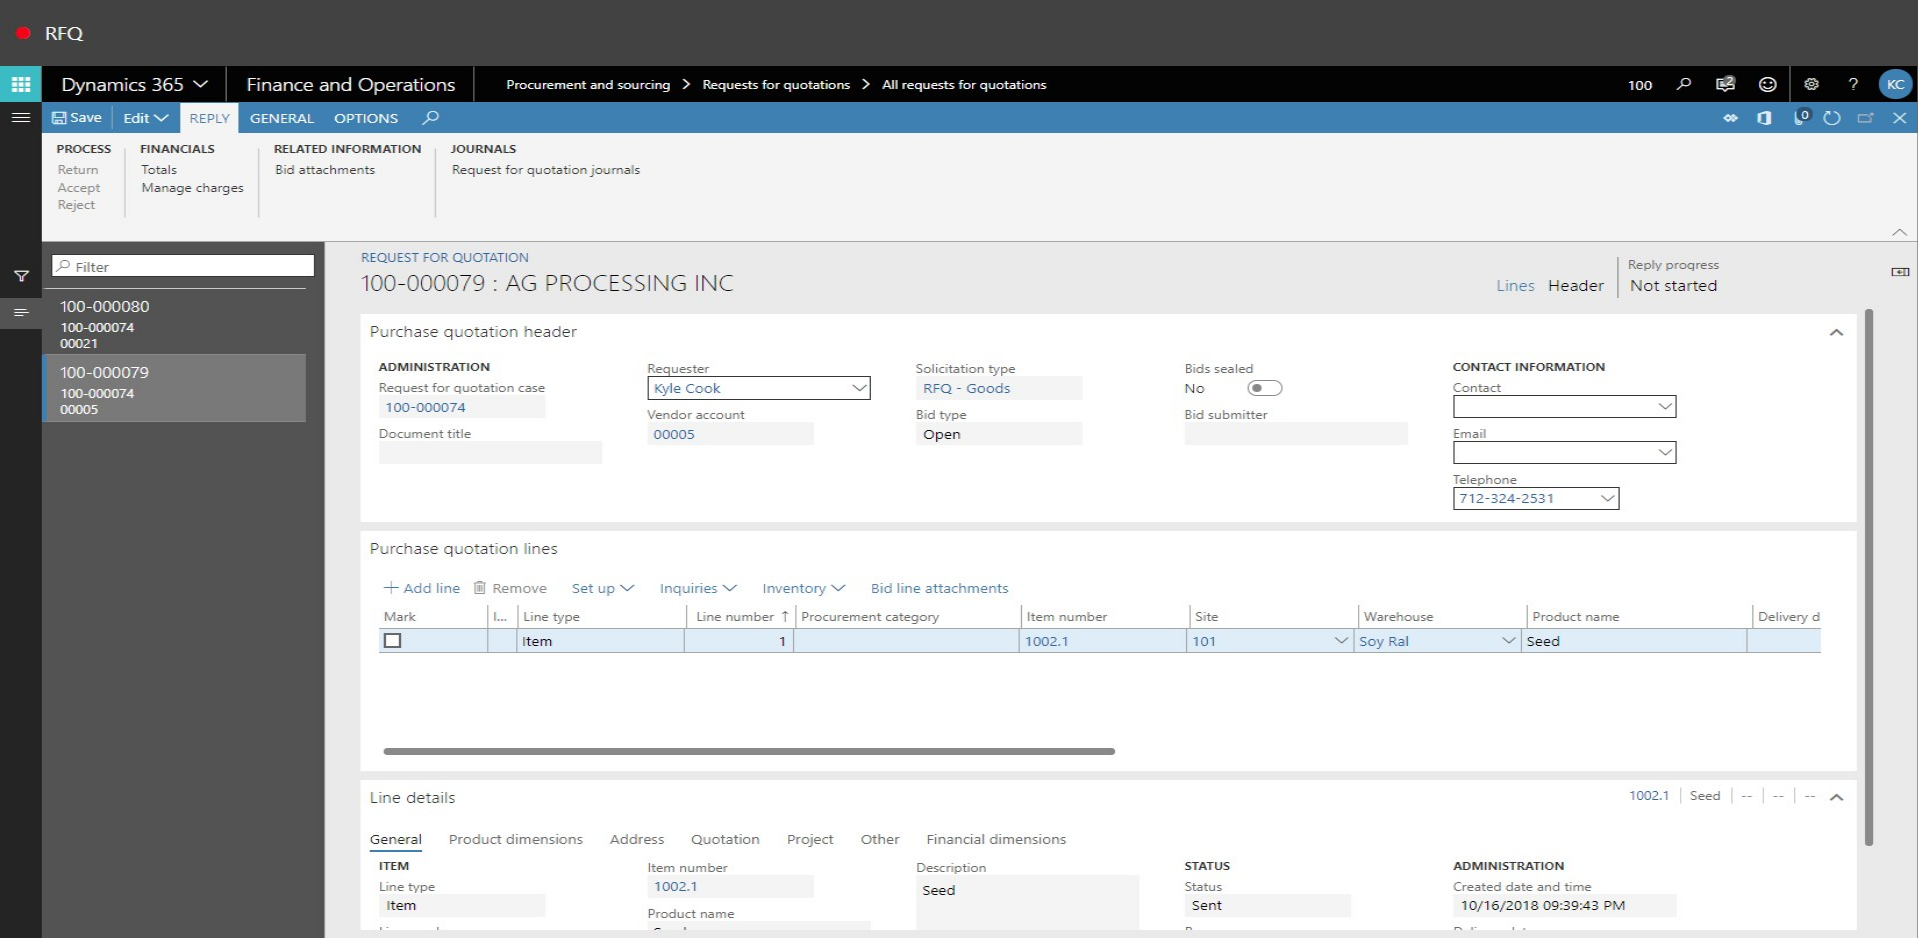 RFQ
Dynamics 365 Finance and Operations Procurement and sourcing > Requests for quotations > All requests for quotations 100 2 ? KC
Save Edit REPLY GENERAL OPTIONS 0
PROCESS FINANCIALS RELATED INFORMATION JOURNALS
Return Totals Bid attachments Request for quotation journals
Accept Manage charges
Reject
Filter
100-000080
100-000074
00021
100-000079
100-000074
00005
REQUEST FOR QUOTATION
100-000079 : AG PROCESSING INC
Lines Header
Reply progress
Not started
Purchase quotation header
ADMINISTRATION
Request for quotation case
100-000074
Document title
Requester
Kyle Cook
Vendor account
00005
Solicitation type
RFQ - Goods
Bid type
Open
Bids sealed
No
Bid submitter
CONTACT INFORMATION
Contact
Email
Telephone
712-324-2531
Purchase quotation lines
+ Add line Remove Set up Inquiries Inventory Bid line attachments
Mark I... Line type Line number ↑ Procurement category Item number Site Warehouse Product name Delivery d
Item 1 1002.1 101 Soy Ral Seed
Line details 1002.1 | Seed | -- | -- | --
General Product dimensions Address Quotation Project Other Financial dimensions
ITEM
Line type
Item
Item number
1002.1
Product name
Description
Seed
STATUS
Status
Sent
ADMINISTRATION
Created date and time
10/16/2018 09:39:43 PM